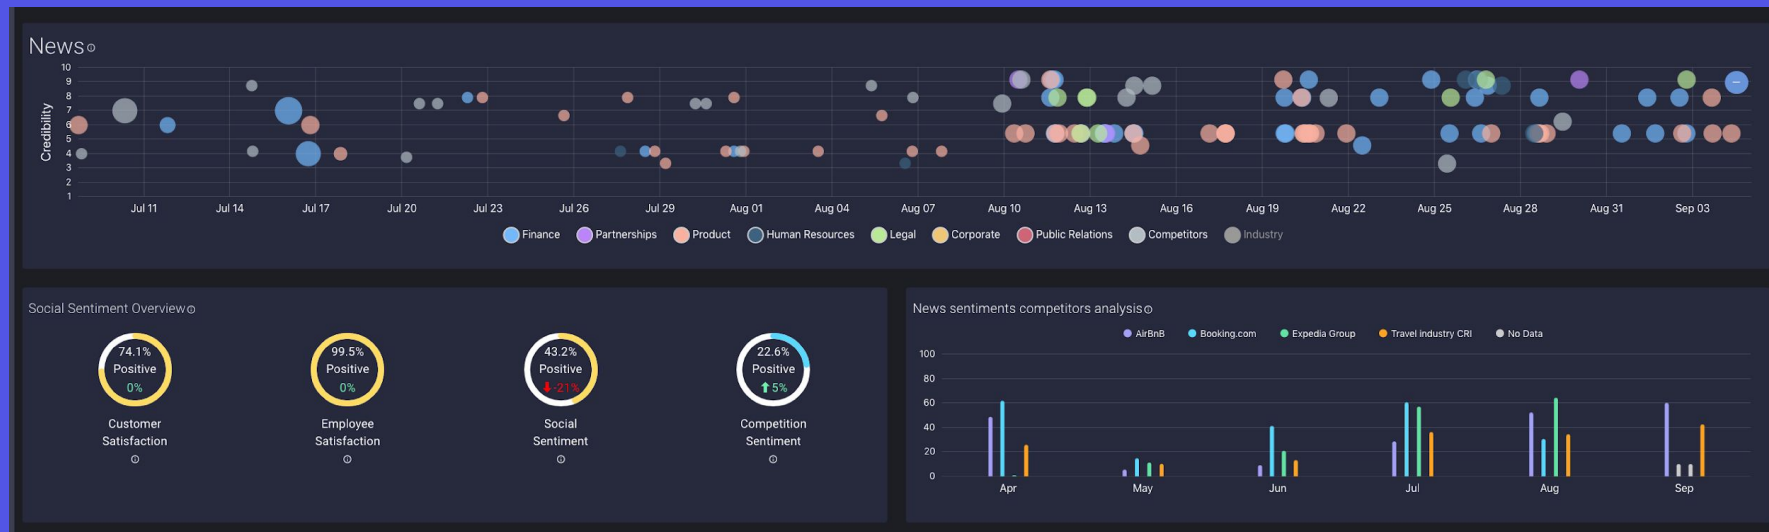 News
10
9
8
7
6
5
4
3
2
1
Credibility
Jul 11 Jul 14 Jul 17 Jul 20 Jul 23 Jul 26 Jul 29 Aug 01 Aug 04 Aug 07 Aug 10 Aug 13 Aug 16 Aug 19 Aug 22 Aug 25 Aug 28 Aug 31 Sep 03
Finance Partnerships Product Human Resources Legal Corporate Public Relations Competitors Industry
Social Sentiment Overview
74.1%
Positive
0%
Customer
Satisfaction
99.5%
Positive
0%
Employee
Satisfaction
43.2%
Positive
-21%
Social
Sentiment
22.6%
Positive
5%
Competition
Sentiment
News sentiments competitors analysis
AirBnB Booking.com Expedia Group Travel industry CRI No Data
100
80
60
40
20
0
Apr May Jun Jul Aug Sep